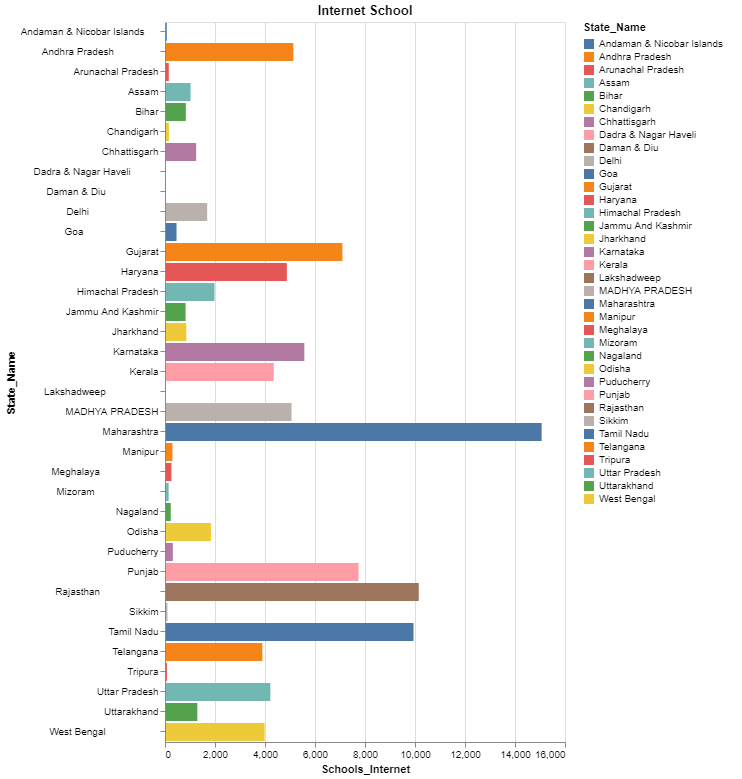 Internet School
State_Name
Andaman & Nicobar Islands
Andhra Pradesh
Arunachal Pradesh
Assam
Bihar
Chandigarh
Chhattisgarh
Dadra & Nagar Haveli
Daman & Diu
Delhi
Goa
Gujarat
Haryana
Himachal Pradesh
Jammu And Kashmir
Jharkhand
Karnataka
Kerala
Lakshadweep
MADHYA PRADESH
Maharashtra
Manipur
Meghalaya
Mizoram
Nagaland
Odisha
Puducherry
Punjab
Rajasthan
Sikkim
Tamil Nadu
Telangana
Tripura
Uttar Pradesh
Uttarakhand
West Bengal
0 2,000 4,000 6,000 8,000 10,000 12,000 14,000 16,000
Schools_Internet
State_Name
Andaman & Nicobar Islands
Andhra Pradesh
Arunachal Pradesh
Assam
Bihar
Chandigarh
Chhattisgarh
Dadra & Nagar Haveli
Daman & Diu
Delhi
Goa
Gujarat
Haryana
Himachal Pradesh
Jammu And Kashmir
Jharkhand
Karnataka
Kerala
Lakshadweep
MADHYA PRADESH
Maharashtra
Manipur
Meghalaya
Mizoram
Nagaland
Odisha
Puducherry
Punjab
Rajasthan
Sikkim
Tamil Nadu
Telangana
Tripura
Uttar Pradesh
Uttarakhand
West Bengal